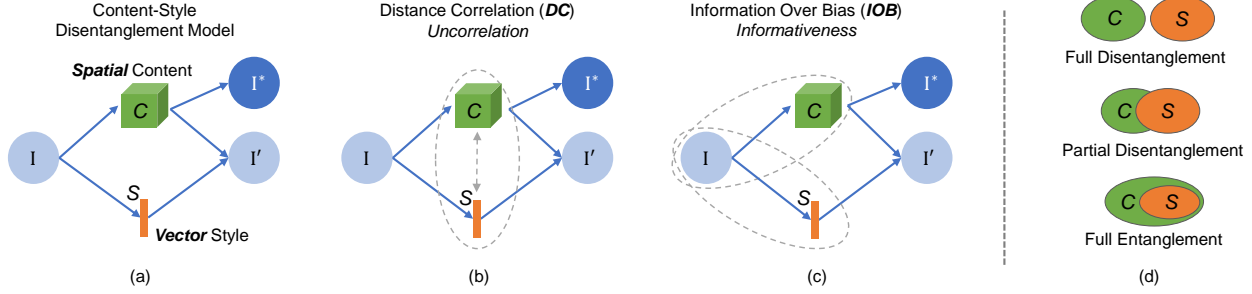 Content-Style
Disentanglement Model
Spatial Content
C
I*
I
I′
S
Vector Style
(a)
Distance Correlation (DC)
Uncorrelation
C
I*
I
I′
S
(b)
Information Over Bias (IOB)
Informativeness
C
I*
I
I′
S
(c)
C S
Full Disentanglement
C S
Partial Disentanglement
C S
Full Entanglement
(d)